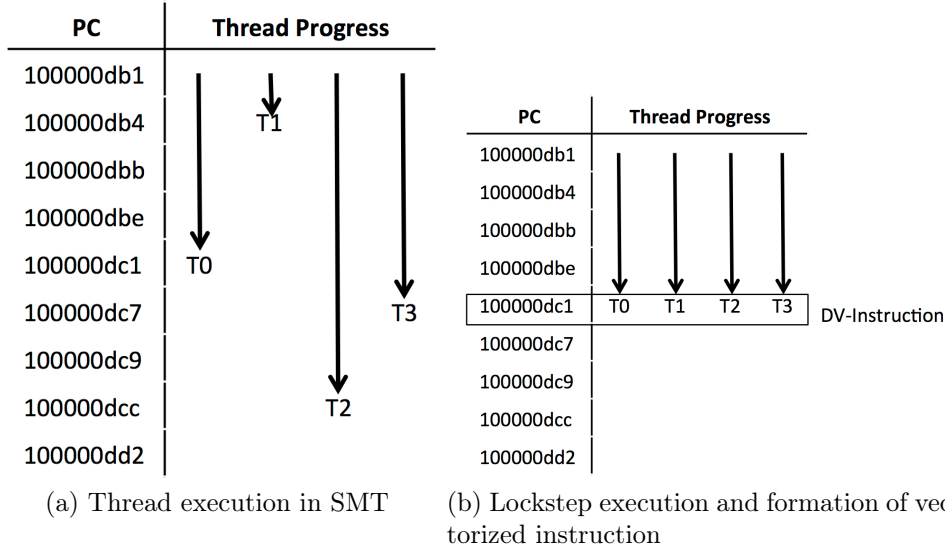 PC Thread Progress
100000db1
100000db4 T1
100000dbb
100000dbe
100000dc1 T0
100000dc7 T3
100000dc9
100000dcc T2
100000dd2
(a) Thread execution in SMT
PC Thread Progress
100000db1
100000db4
100000dbb
100000dbe
100000dc1 T0 T1 T2 T3 DV-Instruction
100000dc7
100000dc9
100000dcc
100000dd2
(b) Lockstep execution and formation of vec
torized instruction